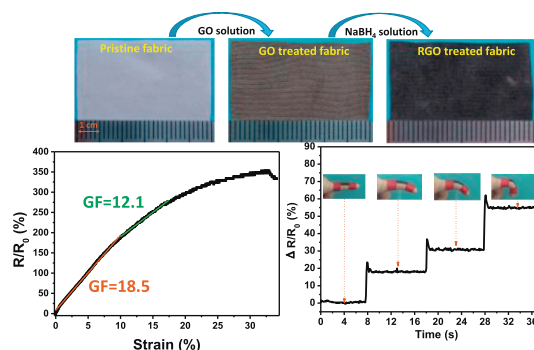 GO solution
NaBH4 solution
Pristine fabric
GO treated fabric
RGO treated fabric
1 cm
400
350
300
250
200
150
100
50
0
R/R0 (%)
GF=12.1
GF=18.5
0 5 10 15 20 25 30
Strain (%)
90
80
70
60
50
40
30
20
10
0
Δ R/R0 (%)
0 4 8 12 16 20 24 28 32 36
Time (s)